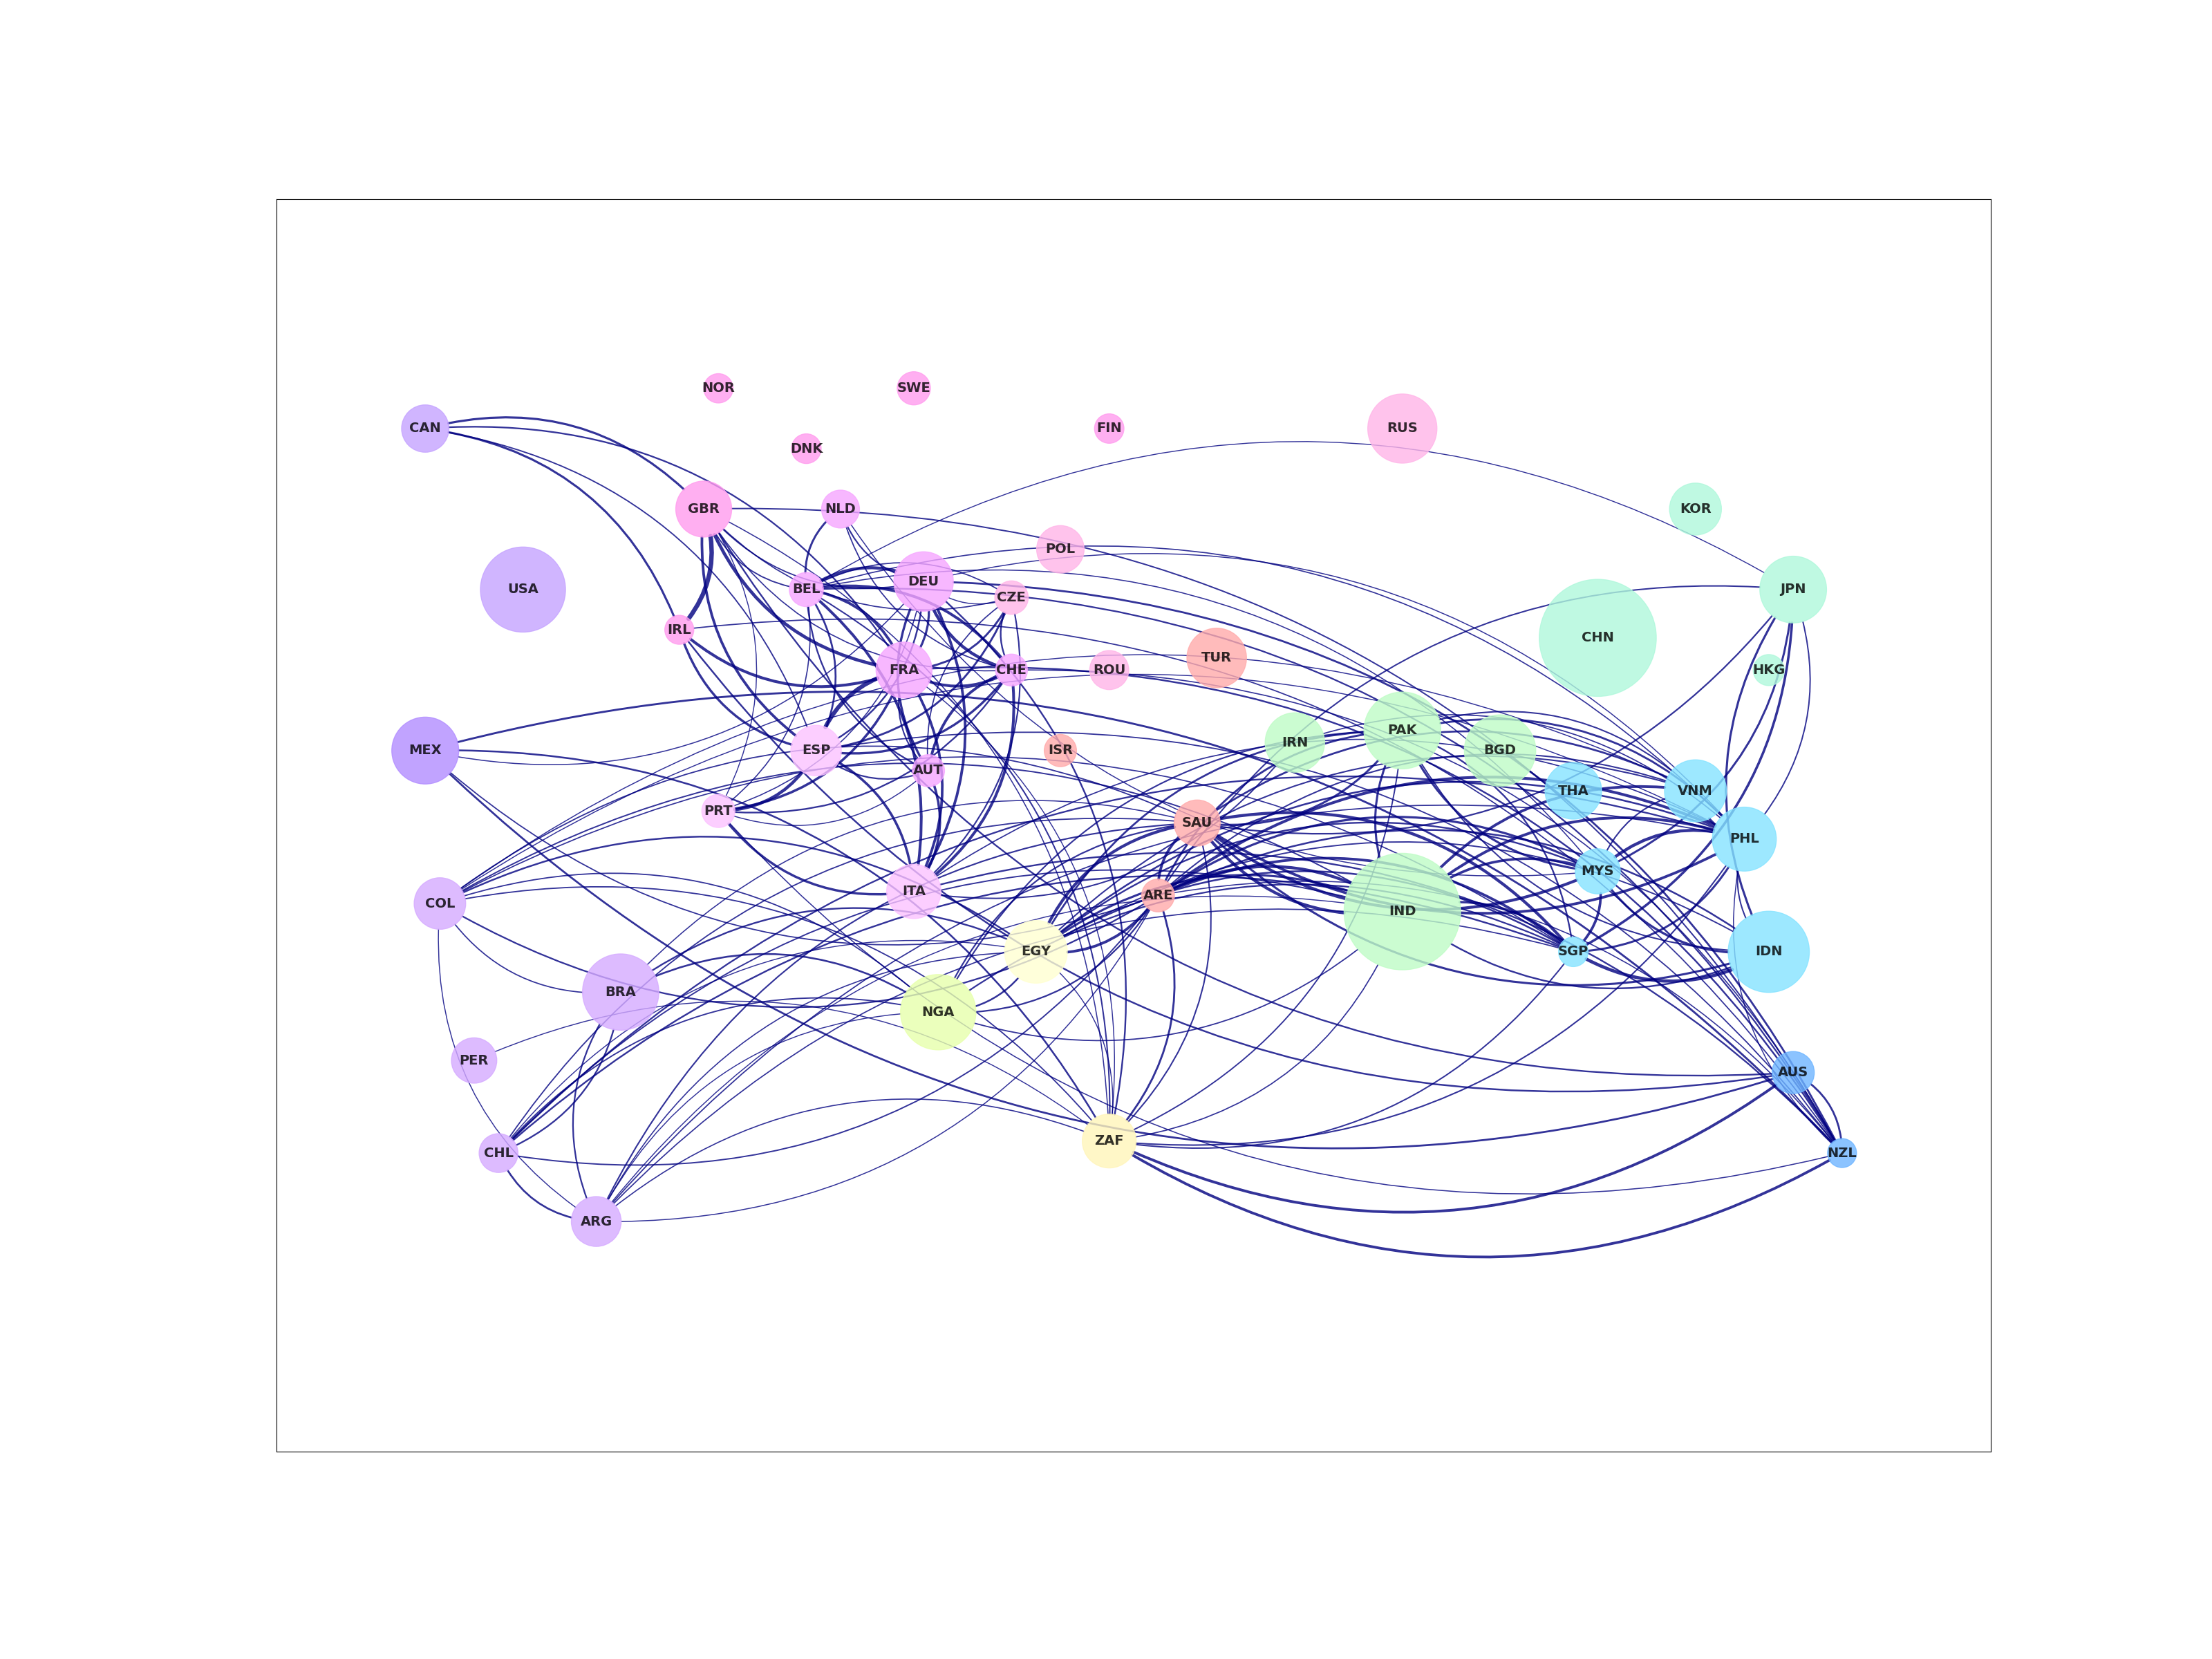 NOR
SWE
CAN
FIN
RUS
DNK
GBR
NLD
KOR
POL
DEU
USA
BEL
CZE
JPN
IRL
CHN
TUR
FRA
CHE
ROU
HKG
PAK
IRN
MEX
ESP
ISR
BGD
AUT
THA
VNM
PRT
SAU
PHL
MYS
ITA
ARE
COL
IND
EGY
SGP
IDN
BRA
NGA
PER
AUS
ZAF
CHL
NZL
ARG